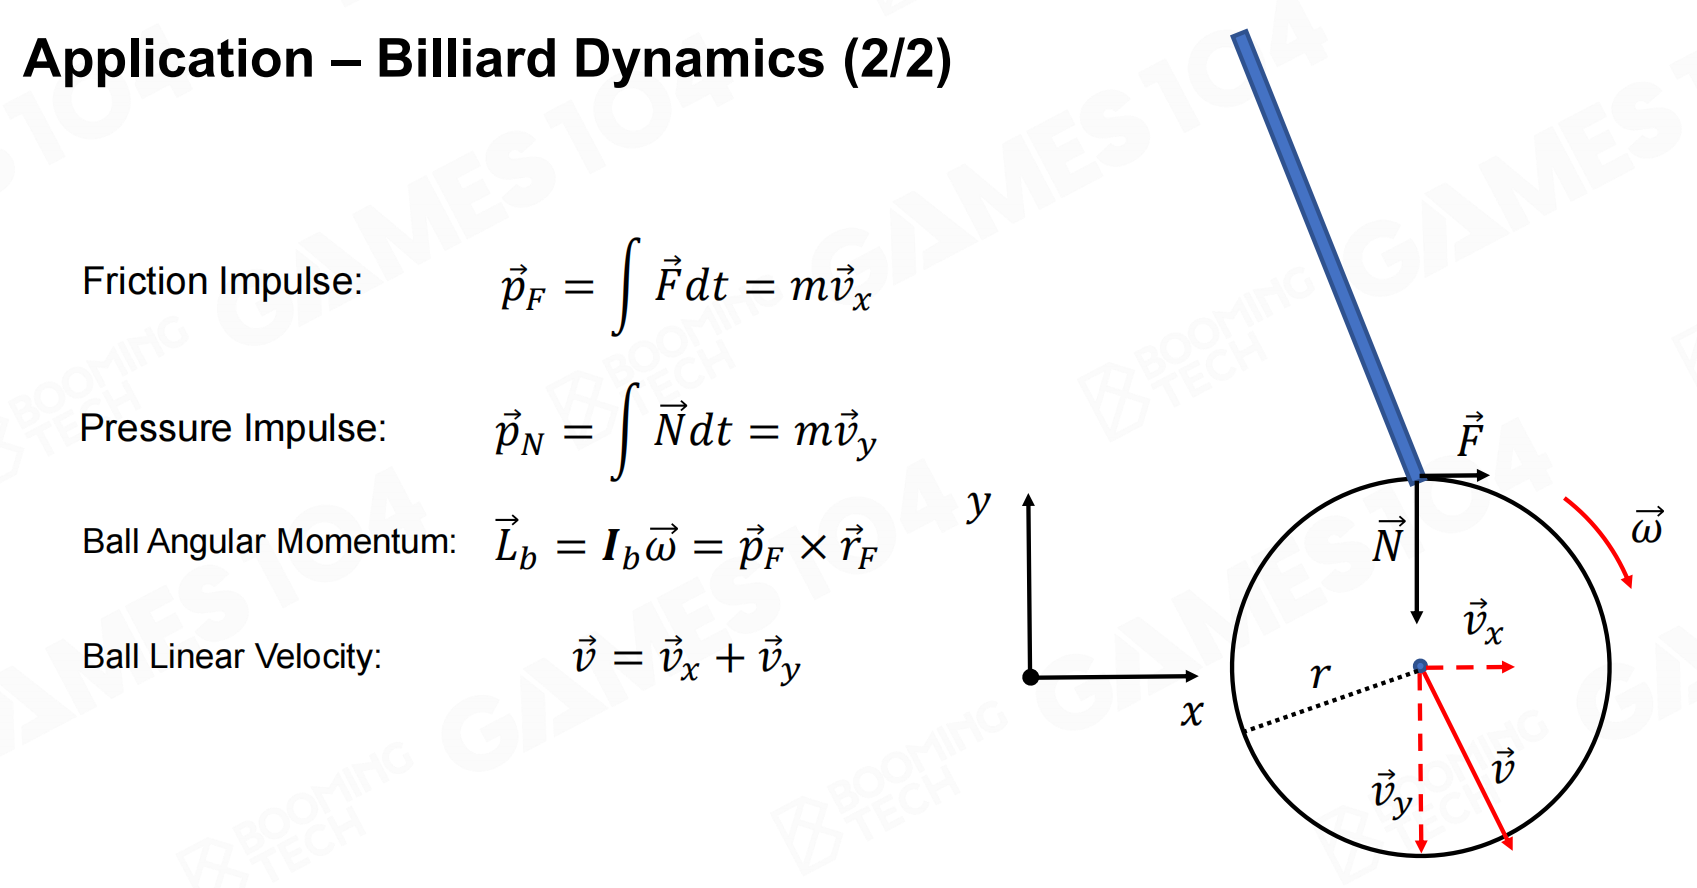 Application – Billiard Dynamics (2/2)
Friction Impulse: $\vec{p}_F = \int \vec{F} dt = m\vec{v}_x$
Pressure Impulse: $\vec{p}_N = \int \vec{N} dt = m\vec{v}_y$
Ball Angular Momentum: $\vec{L}_b = \boldsymbol{I}_b \vec{\omega} = \vec{p}_F \times \vec{r}_F$
Ball Linear Velocity: $\vec{v} = \vec{v}_x + \vec{v}_y$
y
x
$\vec{F}$
$\vec{N}$
$\vec{\omega}$
$\vec{v}_x$
r
$\vec{v}_y$
$\vec{v}$
GAMES104
BOOMING
TECH